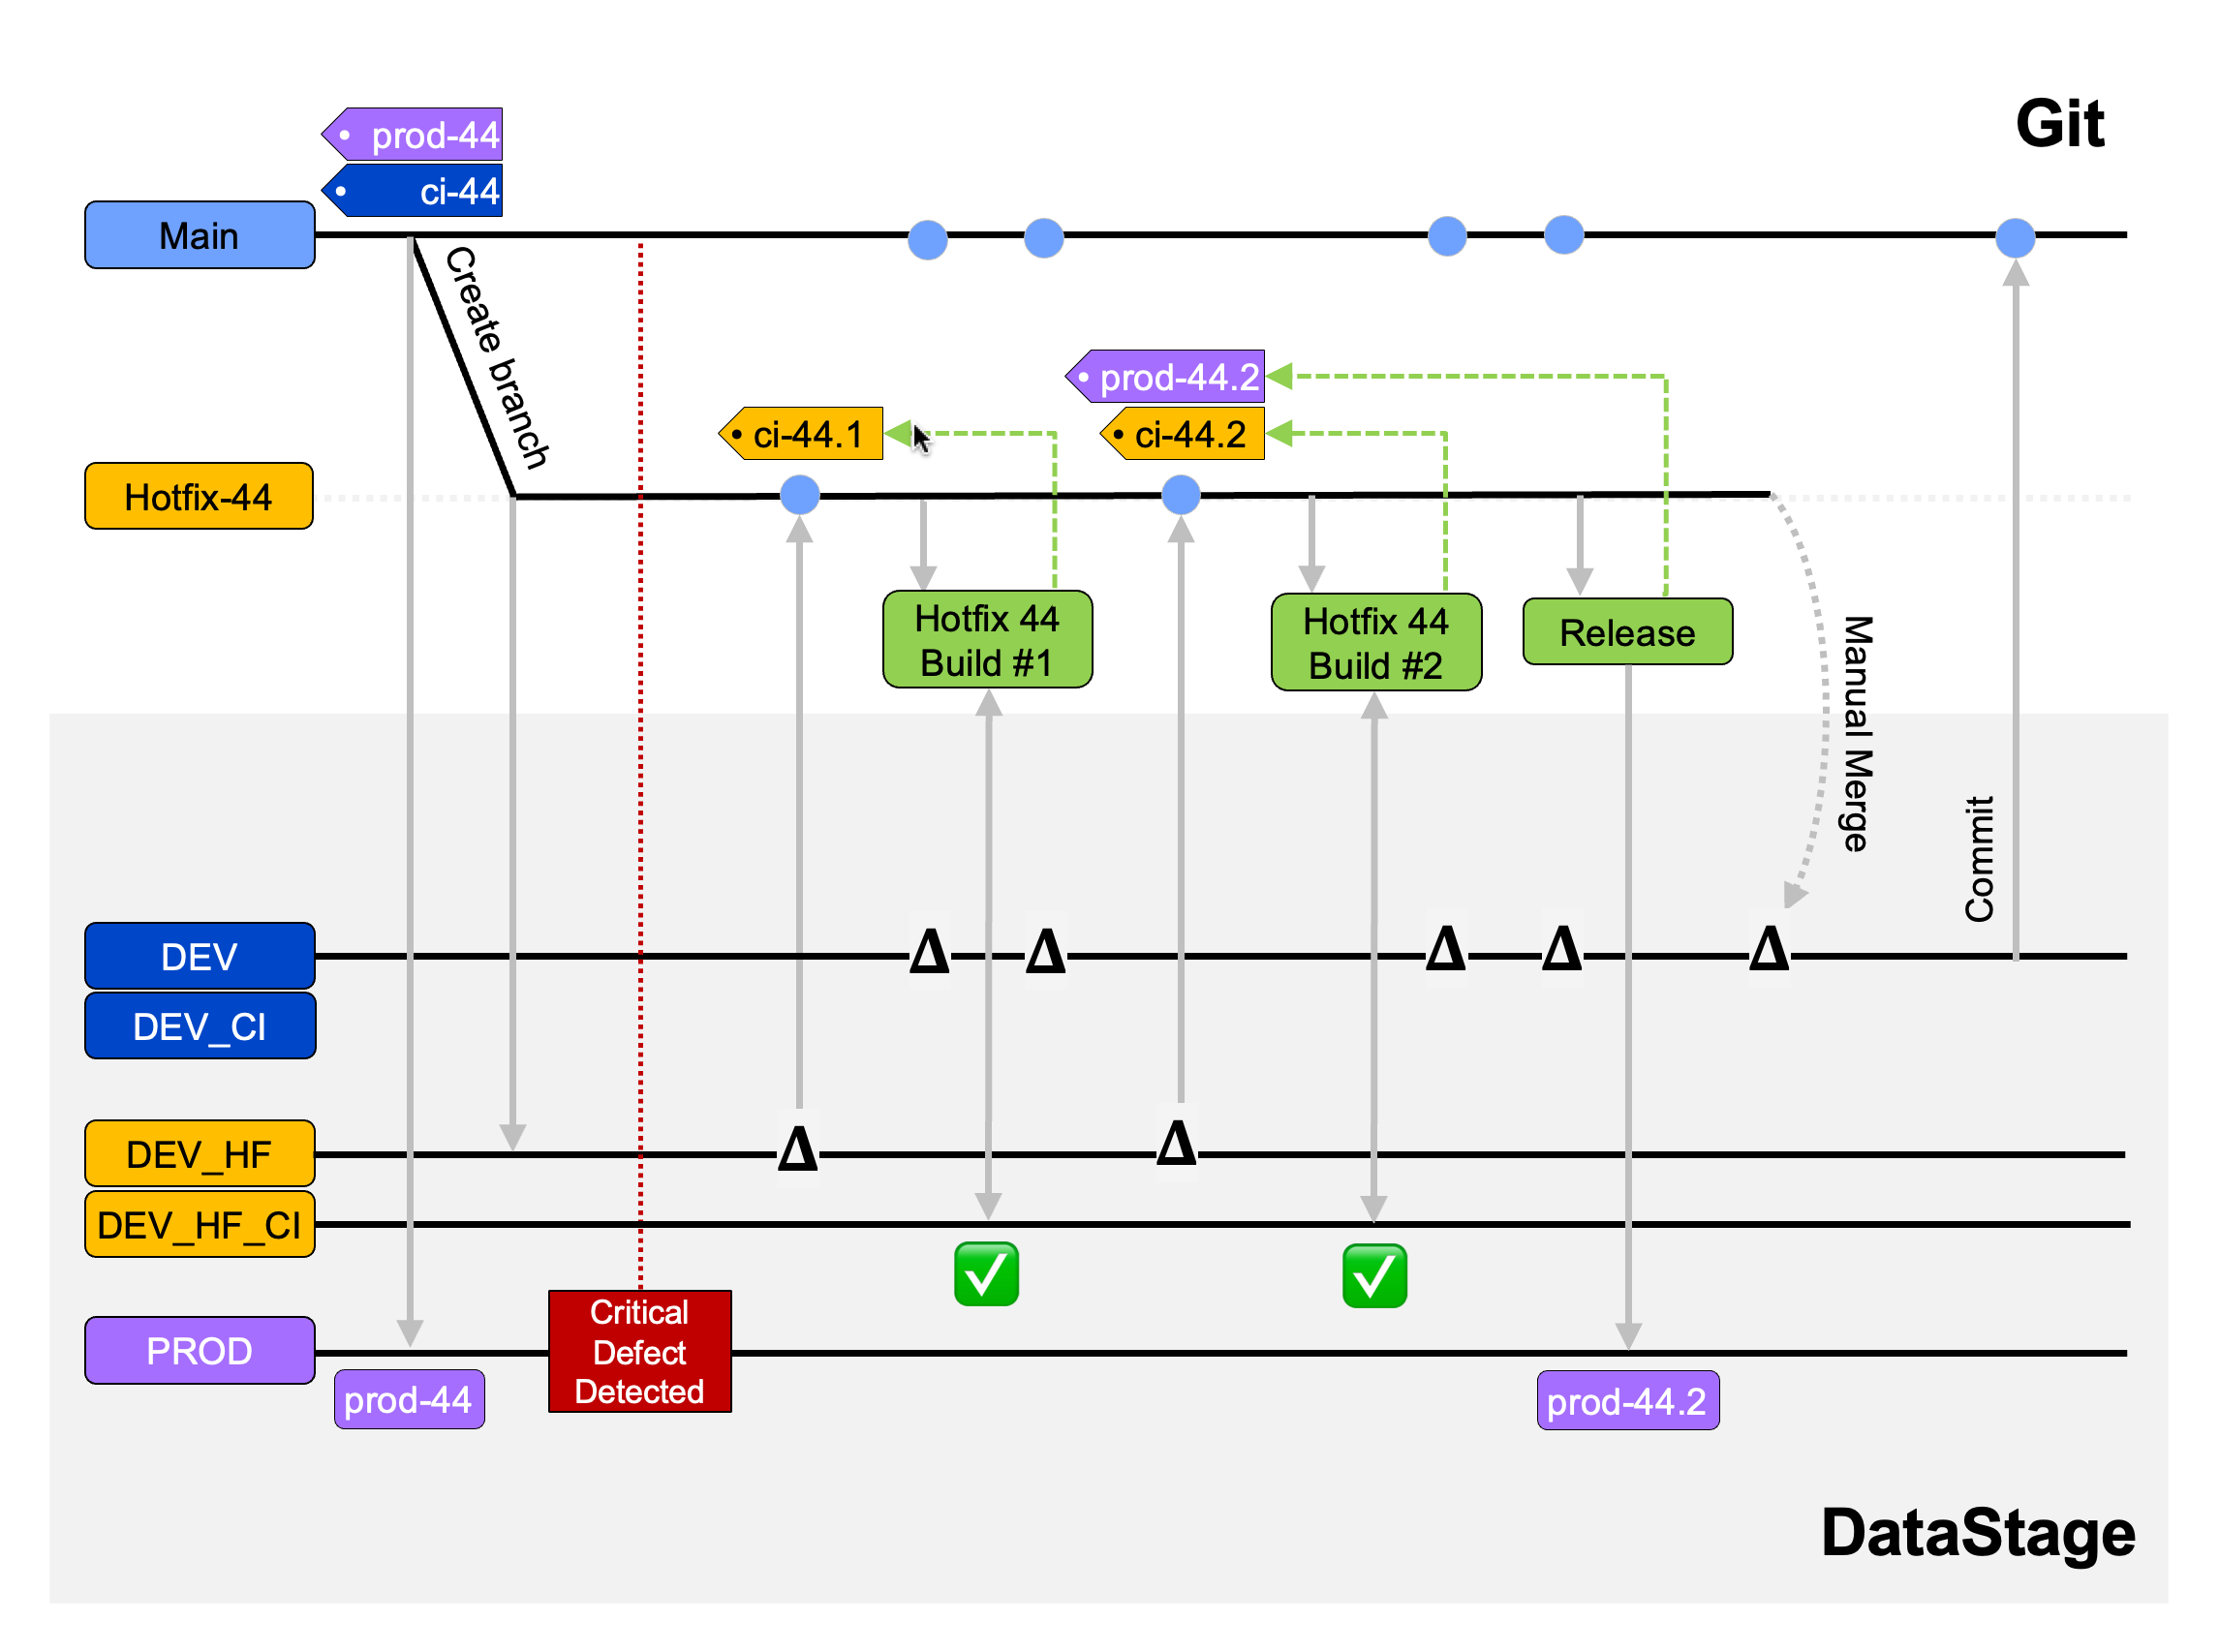 Git
prod-44
ci-44
Main
Create branch
prod-44.2
ci-44.1
ci-44.2
Hotfix-44
Hotfix 44
Build #1
Hotfix 44
Build #2
Release
Manual Merge
Commit
DEV
Δ Δ Δ Δ Δ
DEV_CI
DEV_HF
Δ Δ
DEV_HF_CI
PROD
Critical
Defect
Detected
prod-44
prod-44.2
DataStage